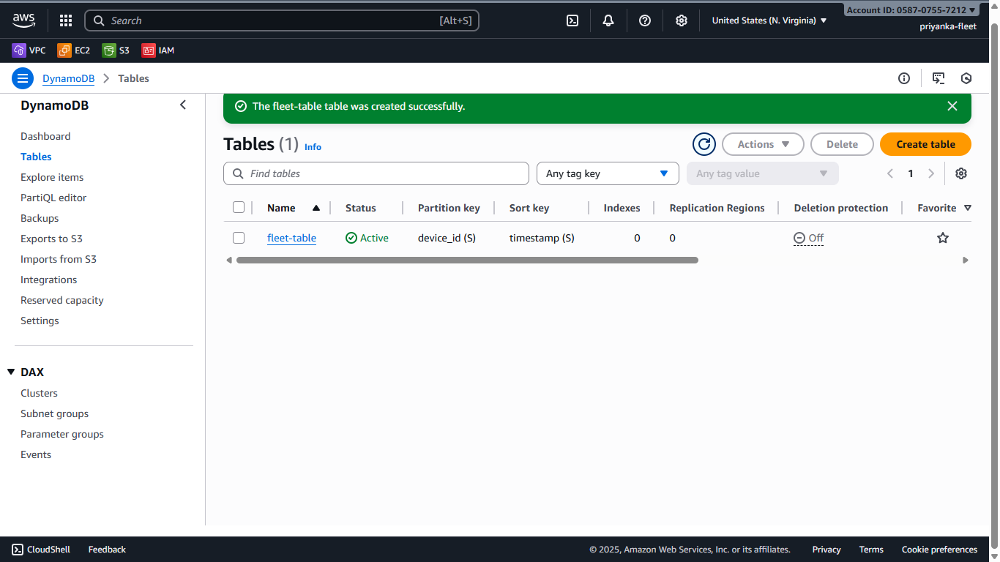 aws
Search [Alt+S]
United States (N. Virginia)
Account ID: 0587-0755-7212
priyanka-fleet
VPC EC2 S3 IAM
DynamoDB Tables
DynamoDB
Dashboard
Tables
Explore items
PartiQL editor
Backups
Exports to S3
Imports from S3
Integrations
Reserved capacity
Settings
DAX
Clusters
Subnet groups
Parameter groups
Events
The fleet-table table was created successfully.
Tables (1) Info
Actions Delete Create table
Find tables Any tag key Any tag value 1
Name Status Partition key Sort key Indexes Replication Regions Deletion protection Favorite
fleet-table Active device_id (S) timestamp (S) 0 0 Off
CloudShell Feedback © 2025, Amazon Web Services, Inc. or its affiliates. Privacy Terms Cookie preferences